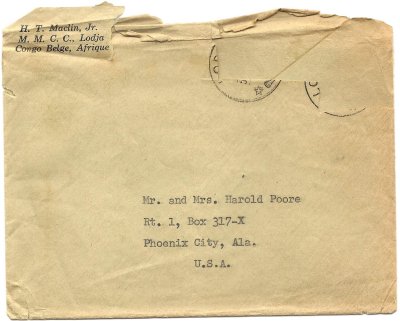 H. T. Maclin, Jr.
M. M. C. C., Lodja
Congo Belge, Afrique
Mr. and Mrs. Harold Poore
Rt. 1, Box 317-X
Phoenix City, Ala.
U.S.A.